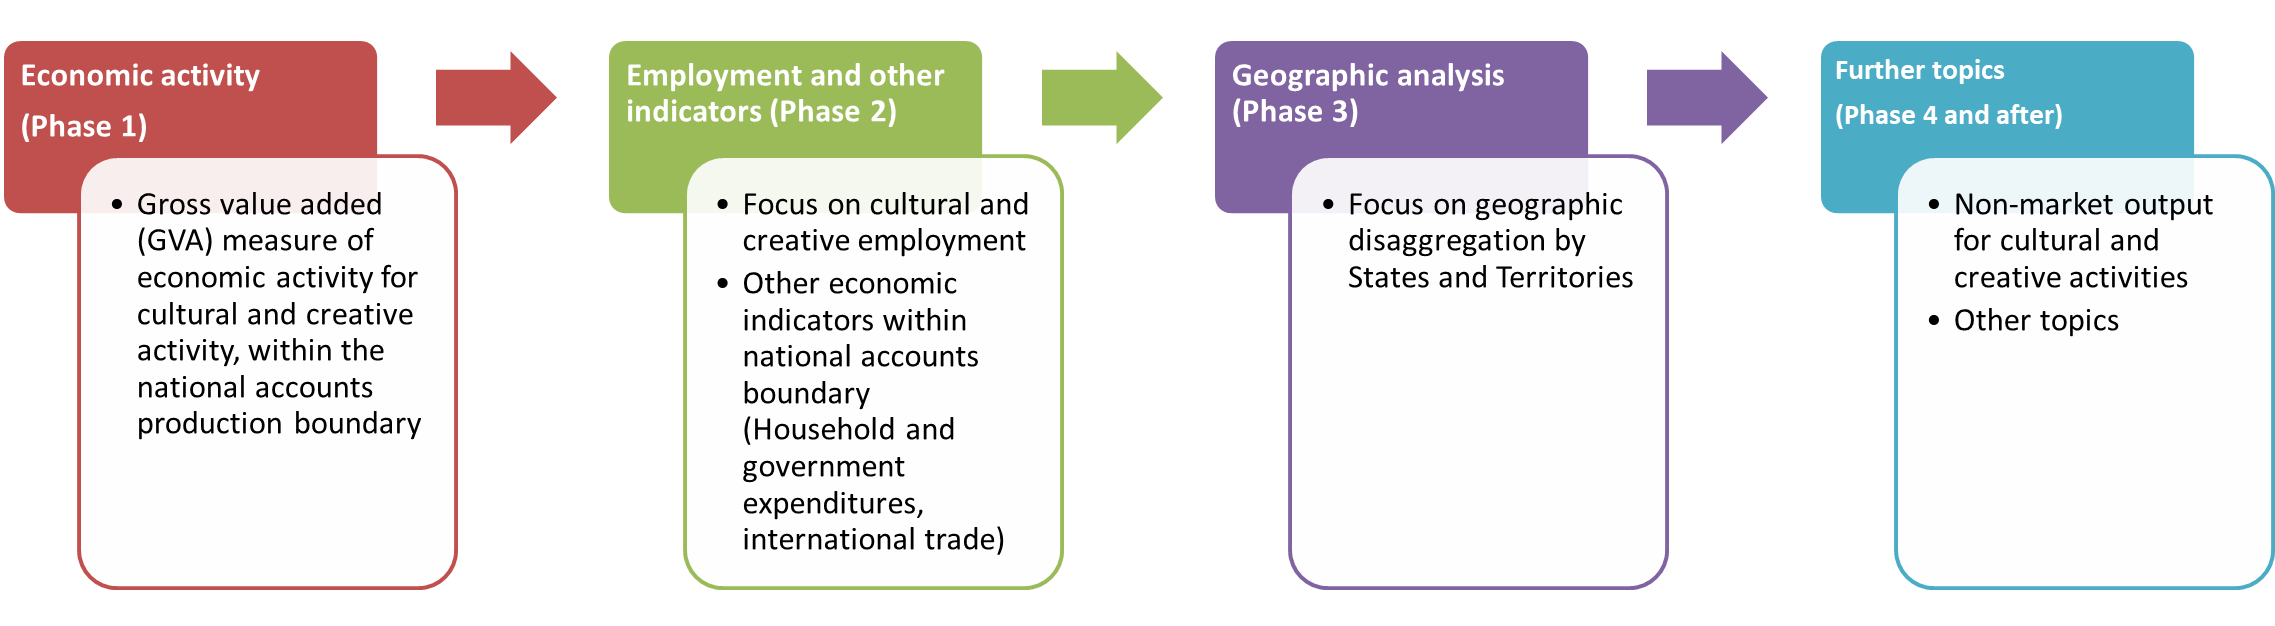 Economic activity
(Phase 1)
• Gross value added
(GVA) measure of
economic activity for
cultural and creative
activity, within the
national accounts
production boundary
Employment and other
indicators (Phase 2)
• Focus on cultural and
creative employment
• Other economic
indicators within
national accounts
boundary
(Household and
government
expenditures,
international trade)
Geographic analysis
(Phase 3)
• Focus on geographic
disaggregation by
States and Territories
Further topics
(Phase 4 and after)
• Non-market output
for cultural and
creative activities
• Other topics